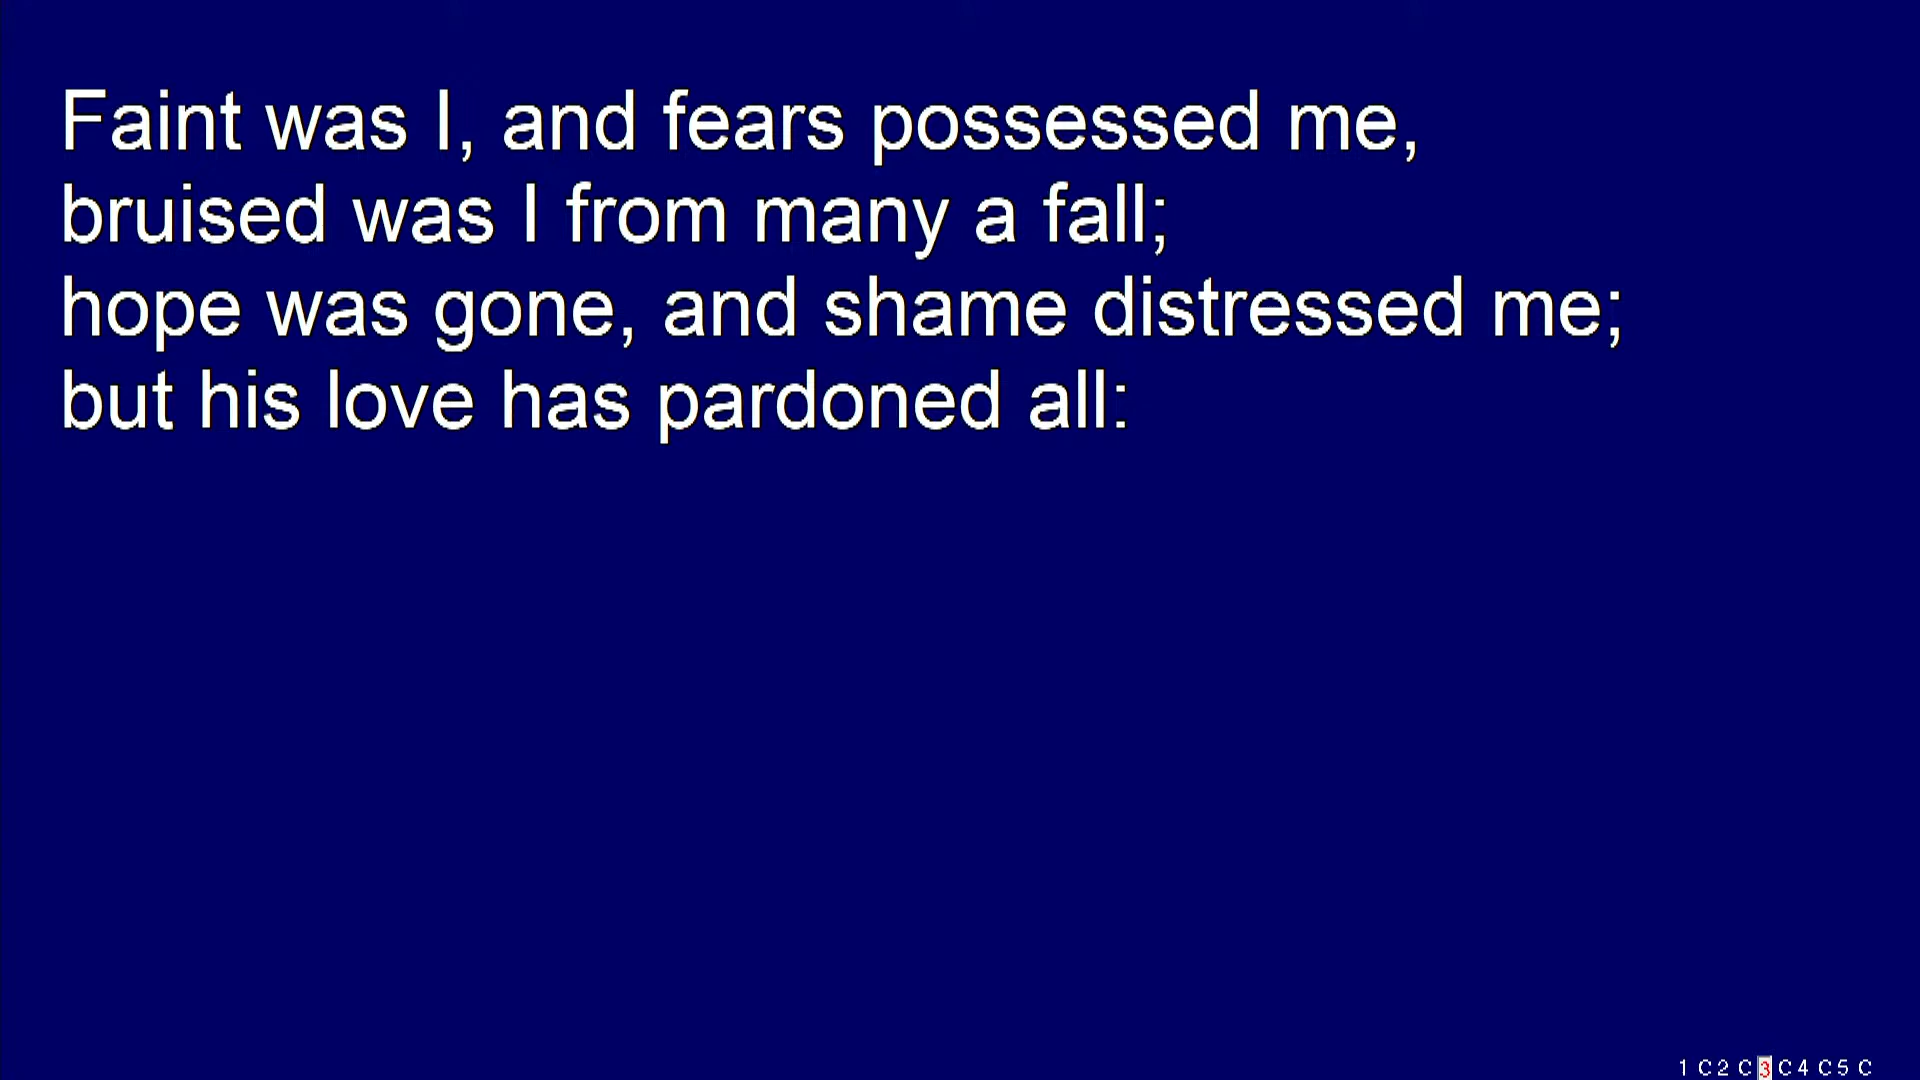 Faint was I, and fears possessed me,
bruised was I from many a fall;
hope was gone, and shame distressed me;
but his love has pardoned all:
1 C 2 C 3 C 4 C 5 C